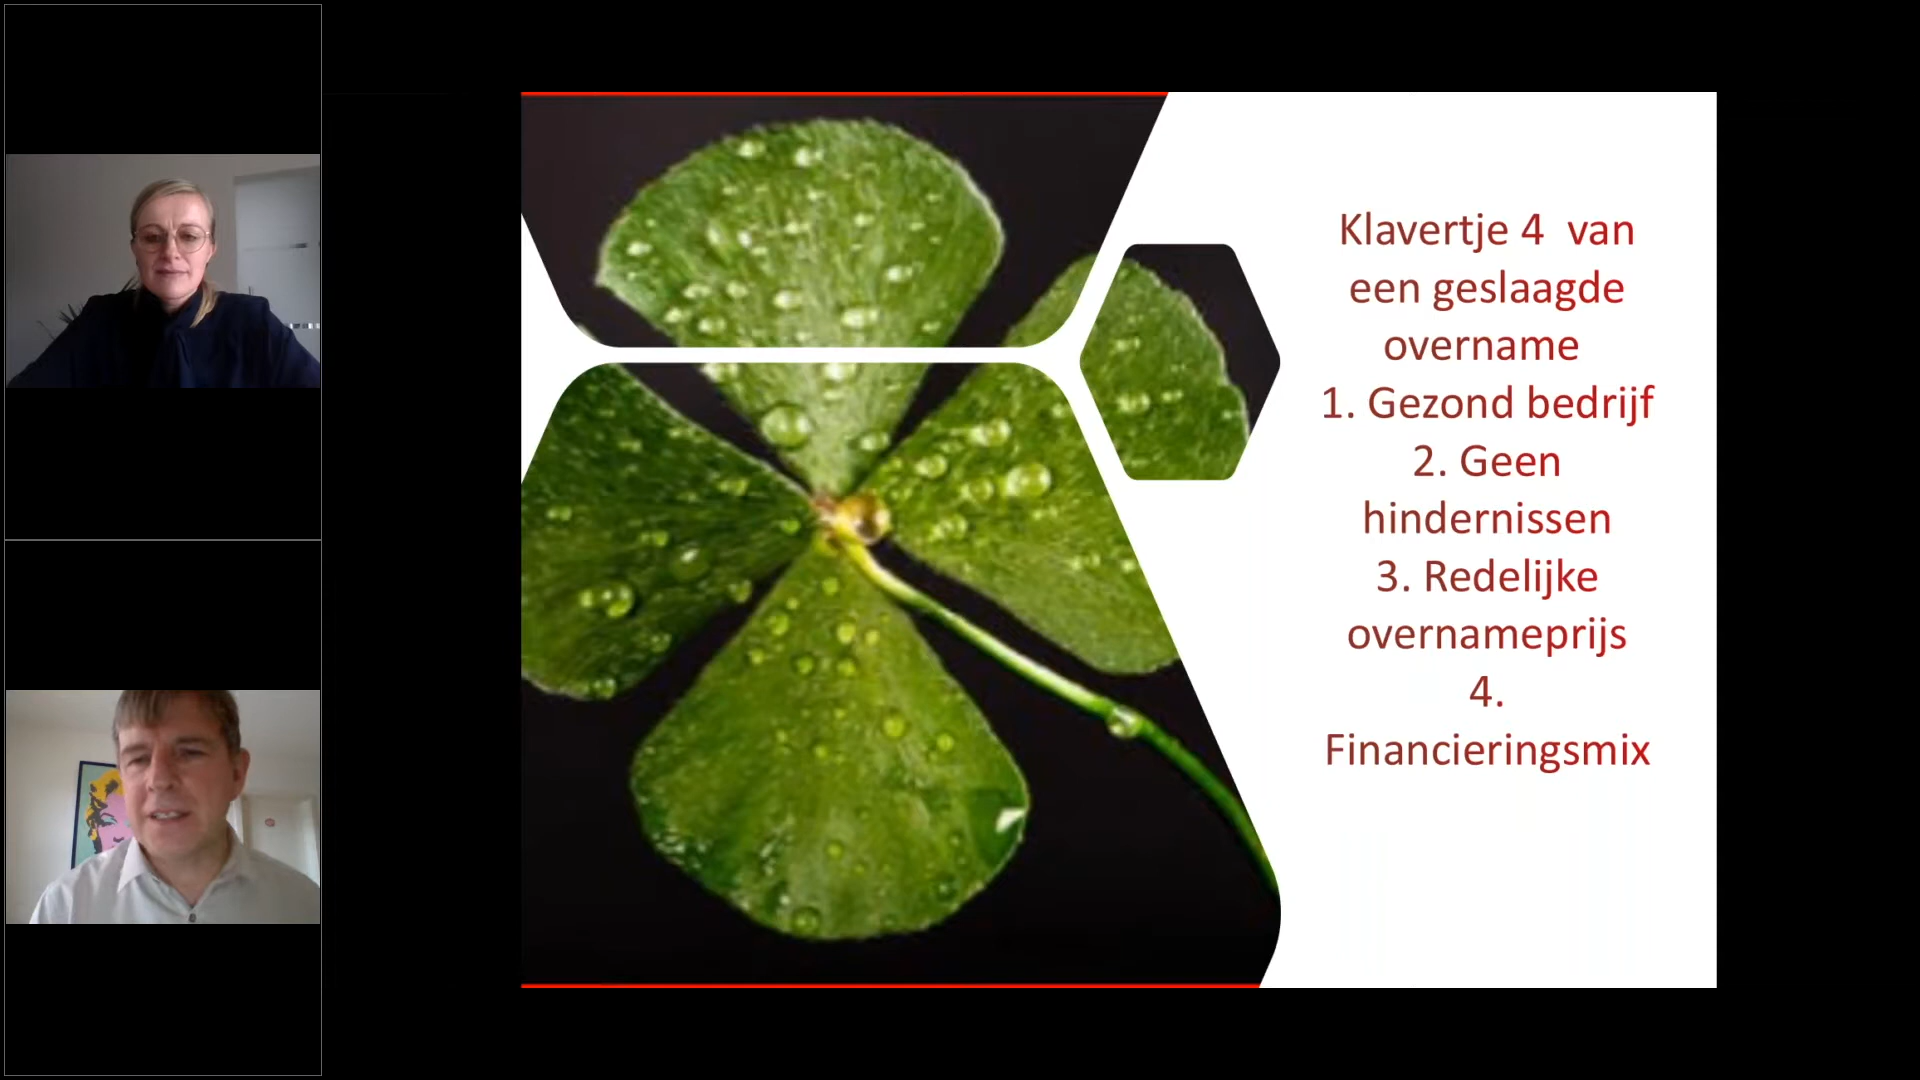 Klavertje 4  van
een geslaagde
overname
1. Gezond bedrijf
2. Geen
hindernissen
3. Redelijke
overnameprijs
4.
Financieringsmix